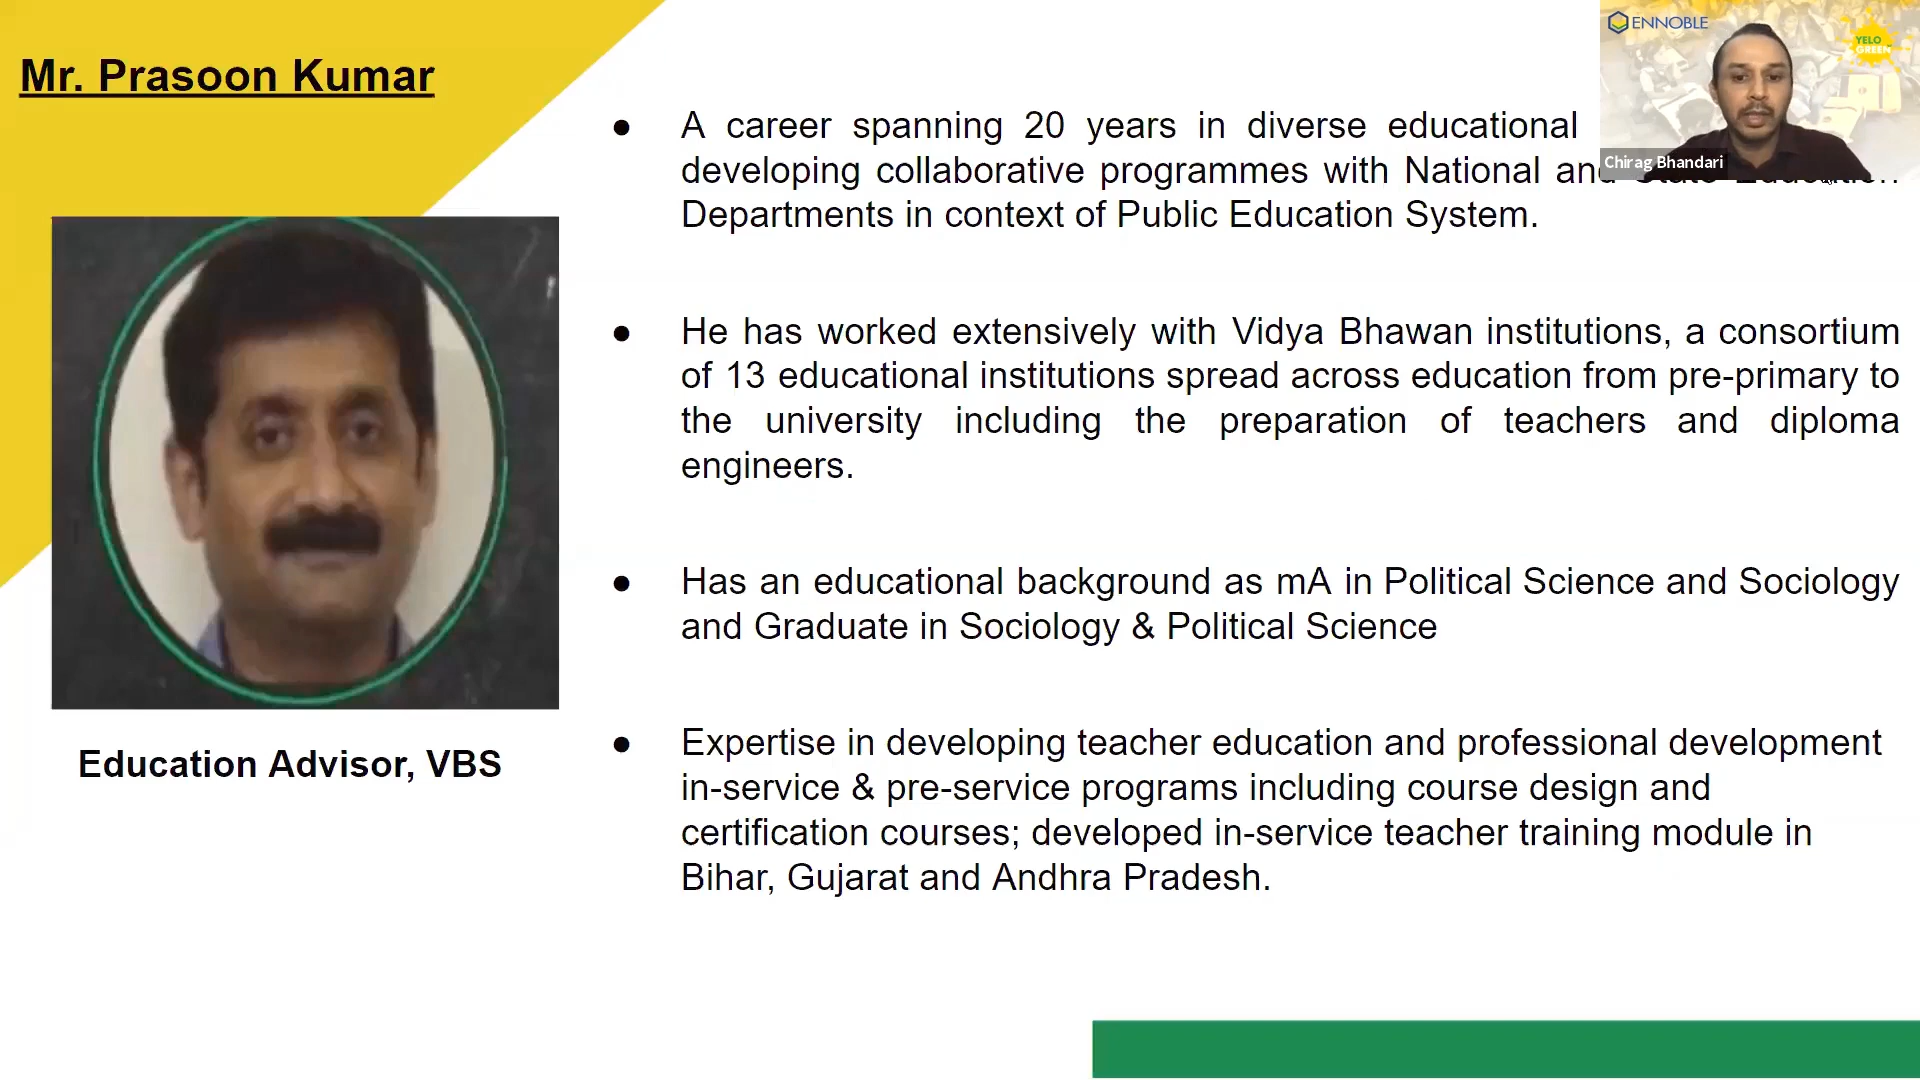 Mr. Prasoon Kumar
ENNOBLE
YELO
GREEN
Chirag Bhandari
● A career spanning 20 years in diverse educational
developing collaborative programmes with National and State Education
Departments in context of Public Education System.
● He has worked extensively with Vidya Bhawan institutions, a consortium
of 13 educational institutions spread across education from pre-primary to
the university including the preparation of teachers and diploma
engineers.
● Has an educational background as mA in Political Science and Sociology
and Graduate in Sociology & Political Science
● Expertise in developing teacher education and professional development
in-service & pre-service programs including course design and
certification courses; developed in-service teacher training module in
Bihar, Gujarat and Andhra Pradesh.
Education Advisor, VBS